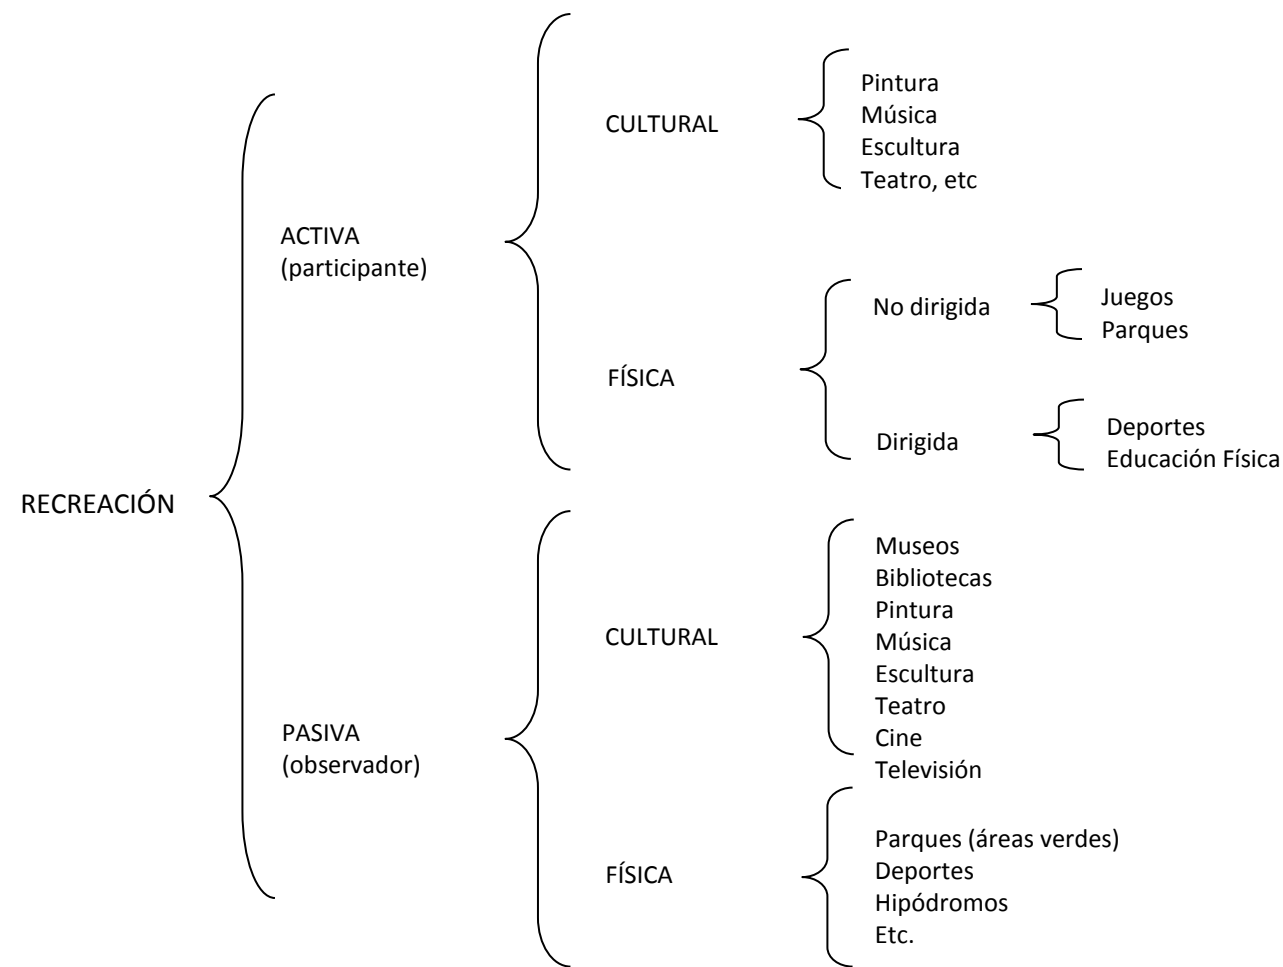 RECREACIÓN
ACTIVA
(participante)
CULTURAL
Pintura
Música
Escultura
Teatro, etc
FÍSICA
No dirigida
Juegos
Parques
Dirigida
Deportes
Educación Física
PASIVA
(observador)
CULTURAL
Museos
Bibliotecas
Pintura
Música
Escultura
Teatro
Cine
Televisión
FÍSICA
Parques (áreas verdes)
Deportes
Hipódromos
Etc.